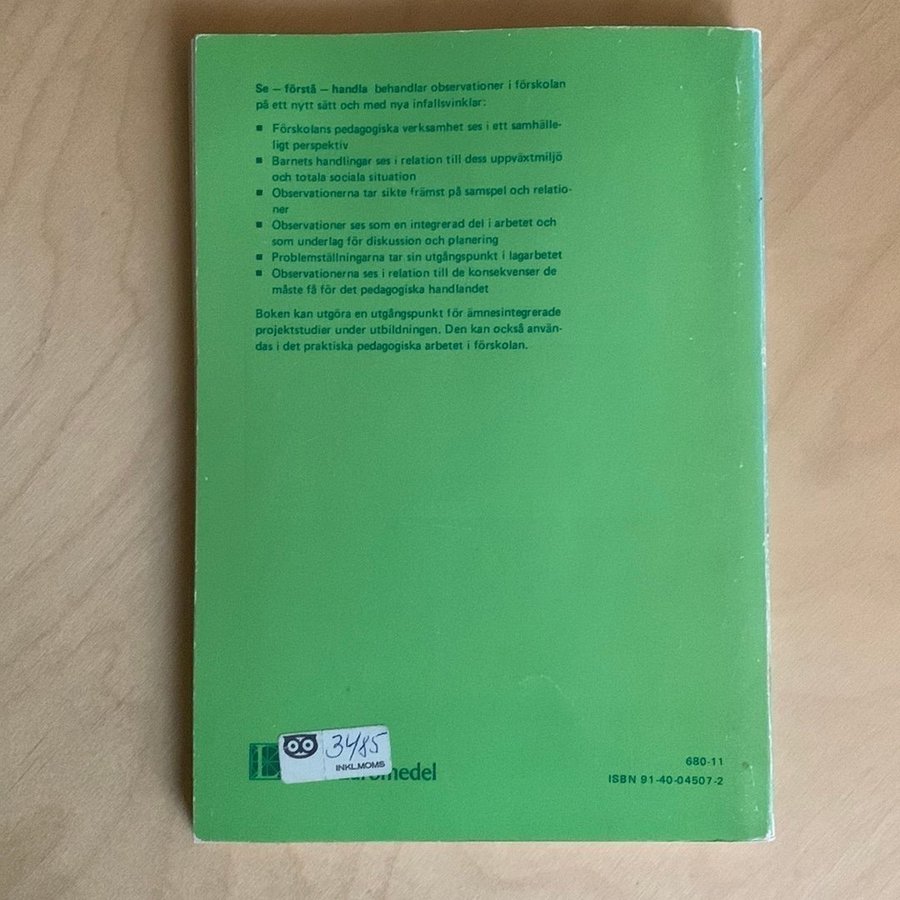 Se – förstå – handla behandlar observationer i förskolan
på ett nytt sätt och med nya infallsvinklar:
■ Förskolans pedagogiska verksamhet ses i ett samhälle-
ligt perspektiv
■ Barnets handlingar ses i relation till dess uppväxtmiljö
och totala sociala situation
■ Observationerna tar sikte främst på samspel och relatio-
ner
■ Observationer ses som en integrerad del i arbetet och
som underlag för diskussion och planering
■ Problemställningarna tar sin utgångspunkt i lagarbetet
■ Observationerna ses i relation till de konsekvenser de
måste få för det pedagogiska handlandet
Boken kan utgöra en utgångspunkt för ämnesintegrerade
projektstudier under utbildningen. Den kan också använ-
das i det praktiska pedagogiska arbetet i förskolan.
3485
INKL.MOMS
680-11
ISBN 91-40-04507-2